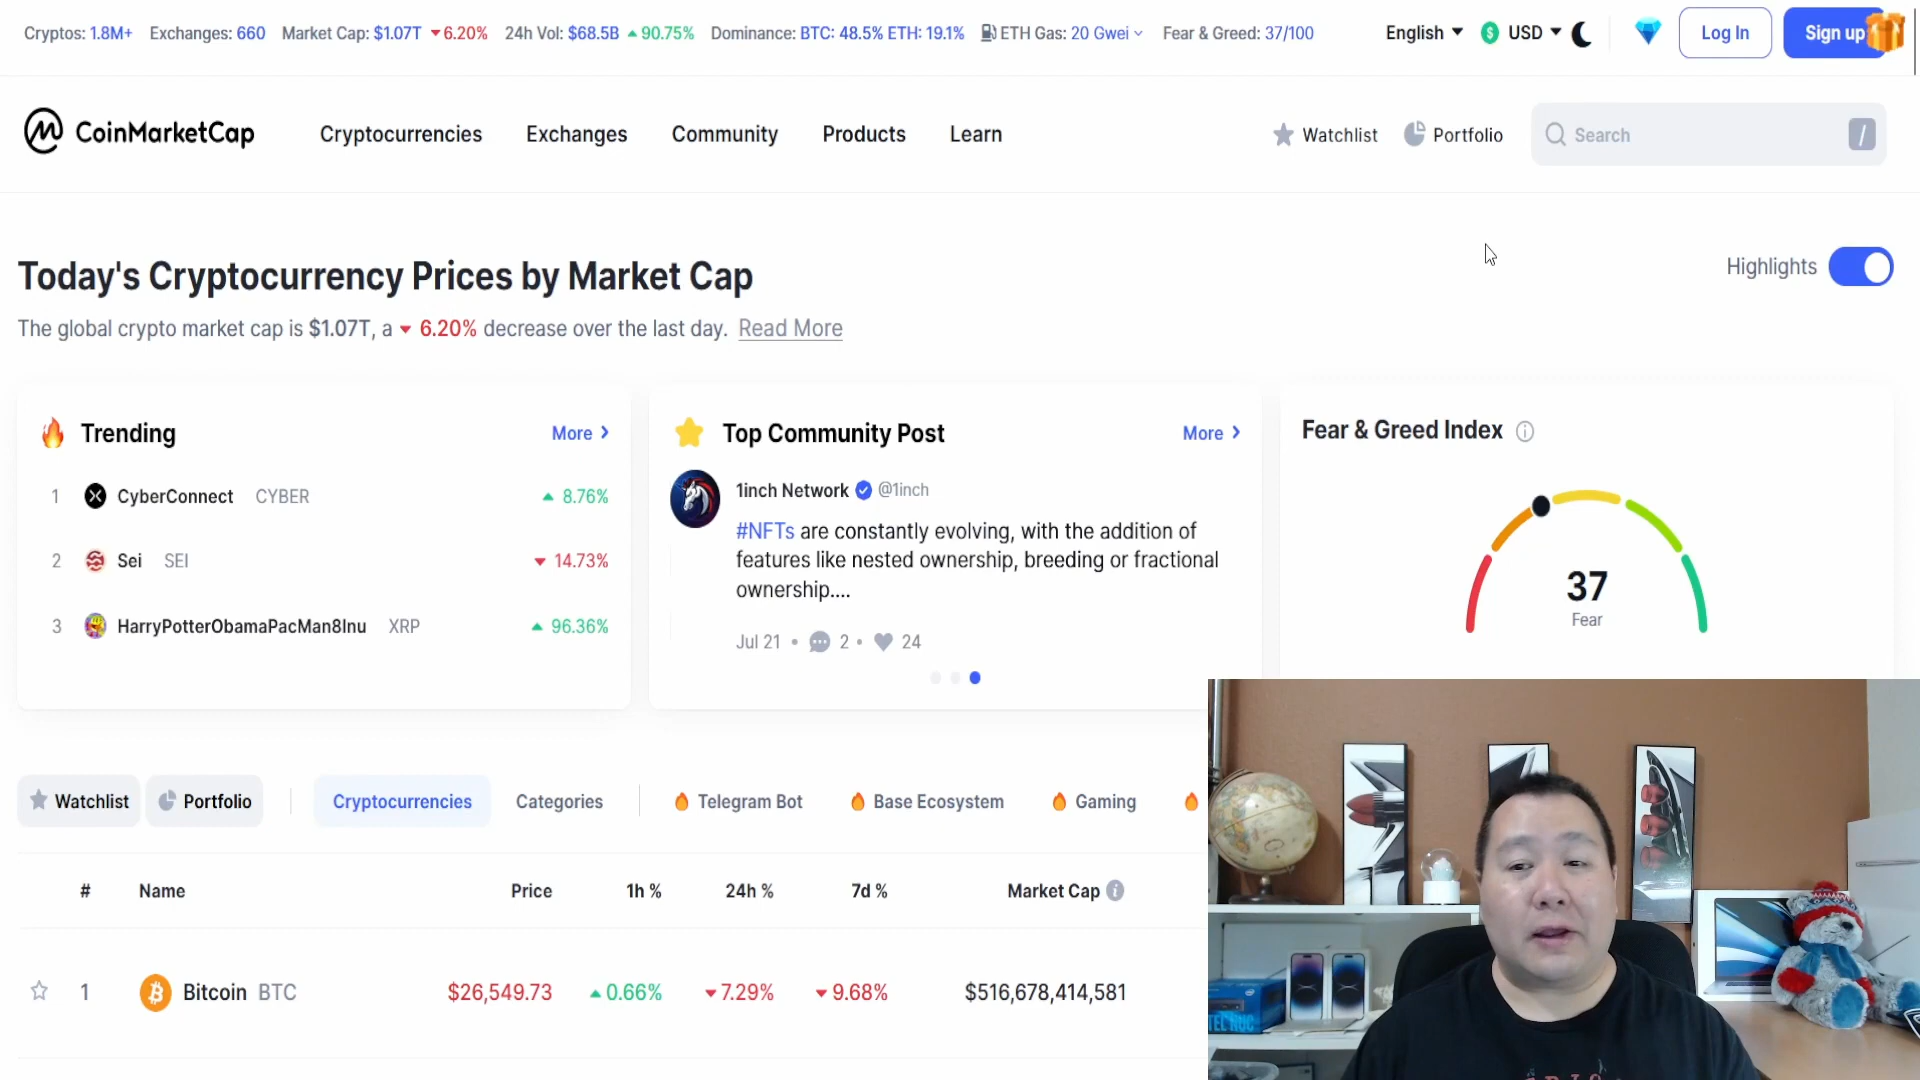 Cryptos: 1.8M+ Exchanges: 660 Market Cap: $1.07T 6.20% 24h Vol: $68.5B 90.75% Dominance: BTC: 48.5% ETH: 19.1% ETH Gas: 20 Gwei Fear & Greed: 37/100 English USD Log In Sign up
CoinMarketCap Cryptocurrencies Exchanges Community Products Learn Watchlist Portfolio Search /
Today's Cryptocurrency Prices by Market Cap
Highlights
The global crypto market cap is $1.07T, a 6.20% decrease over the last day. Read More
Trending More
1 CyberConnect CYBER 8.76%
2 Sei SEI 14.73%
3 HarryPotterObamaPacMan8Inu XRP 96.36%
Top Community Post More
1inch Network @1inch
#NFTs are constantly evolving, with the addition of
features like nested ownership, breeding or fractional
ownership....
Jul 21 • 2 • 24
Fear & Greed Index
37
Fear
Watchlist Portfolio Cryptocurrencies Categories Telegram Bot Base Ecosystem Gaming
# Name Price 1h % 24h % 7d % Market Cap
1 Bitcoin BTC $26,549.73 0.66% 7.29% 9.68% $516,678,414,581